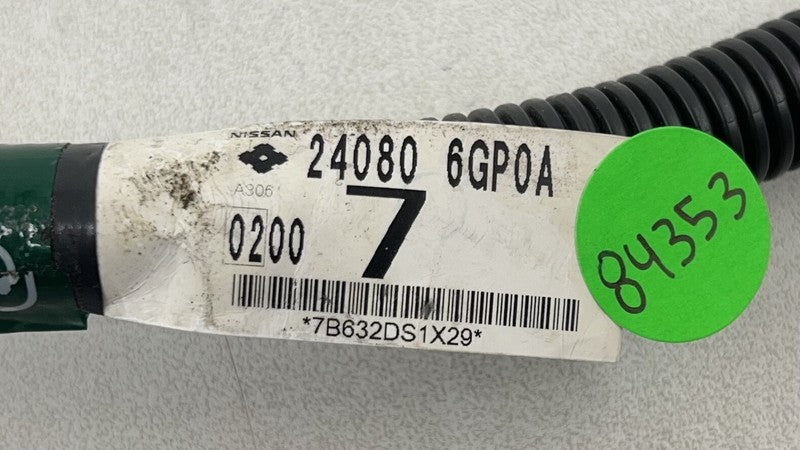 NISSAN
24080 6GP0A
A306
0200 7
*7B632DS1X29*
84353